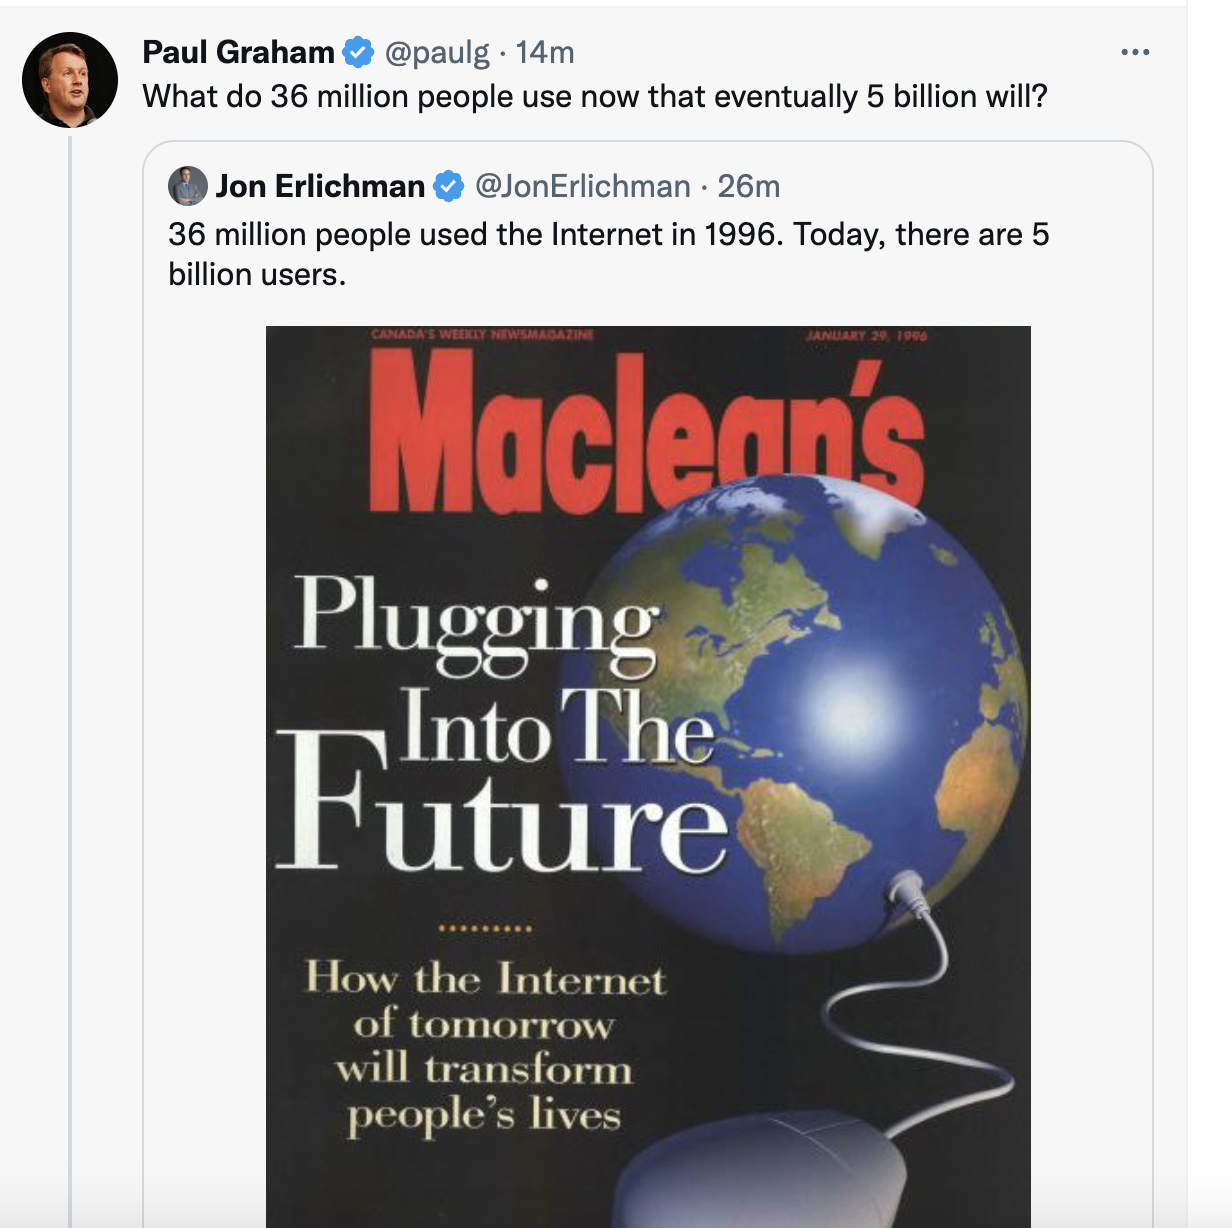 Paul Graham @paulg · 14m
What do 36 million people use now that eventually 5 billion will?
Jon Erlichman @JonErlichman · 26m
36 million people used the Internet in 1996. Today, there are 5
billion users.
CANADA'S WEEKLY NEWSMAGAZINE JANUARY 29, 1996
Maclean's
Plugging
Into The
Future
How the Internet
of tomorrow
will transform
people's lives